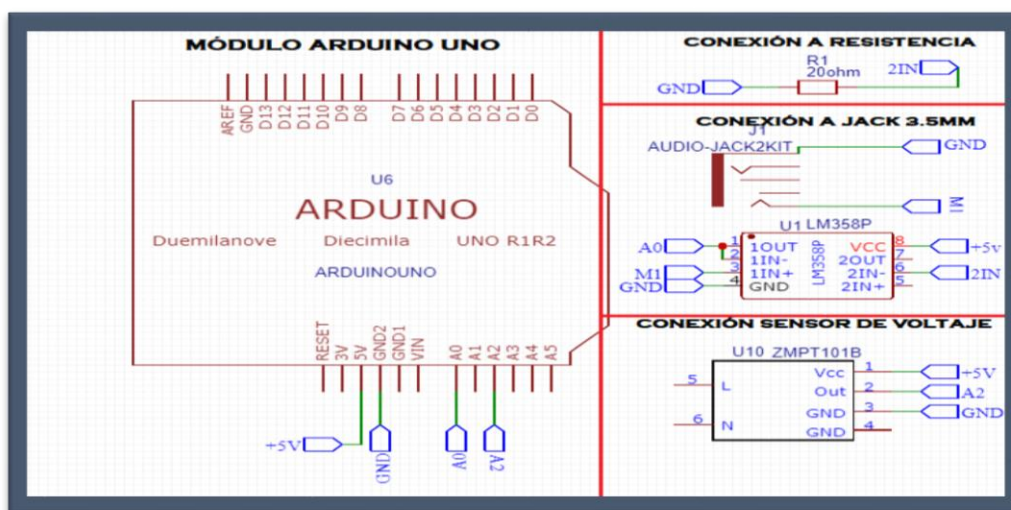 MÓDULO ARDUINO UNO
AREF
GND
D13
D12
D11
D10
D9
D8
D7
D6
D5
D4
D3
D2
D1
D0
U6
ARDUINO
Duemilanove Diecimila UNO R1R2
ARDUINOUNO
RESET
3V
5V
GND2
GND1
VIN
A0
A1
A2
A3
A4
A5
+5V
GND
A0
A2
CONEXIÓN A RESISTENCIA
R1
20ohm
2IN
GND
CONEXIÓN A JACK 3.5MM
J1
AUDIO-JACK2KIT
GND
M1
U1 LM358P
A0 1 1OUT VCC 8 +5v
2 1IN- 2OUT 7
M1 3 1IN+ 2IN- 6 2IN
GND 4 GND 2IN+ 5
LM358P
CONEXIÓN SENSOR DE VOLTAJE
U10 ZMPT101B
Vcc 1 +5V
5 L Out 2 A2
GND 3 GND
6 N GND 4